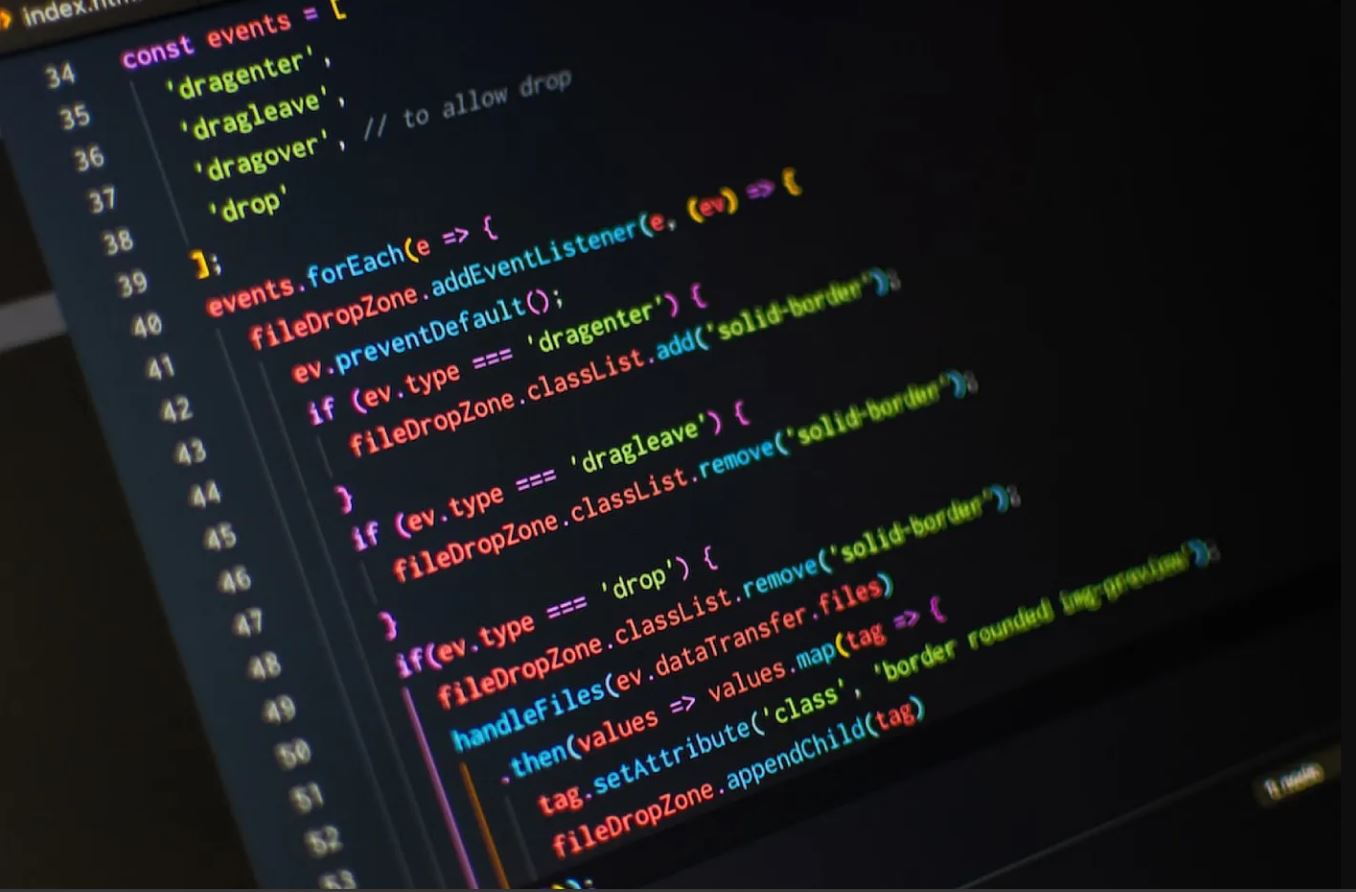 index.htm
const events = [
34 'dragenter',
35 'dragleave',
36 'dragover', // to allow drop
37 'drop'
38 ];
39 events.forEach(e => {
40 fileDropZone.addEventListener(e, (ev) => {
41 ev.preventDefault();
42 if (ev.type === 'dragenter') {
43 fileDropZone.classList.add('solid-border');
44 }
45 if (ev.type === 'dragleave') {
46 fileDropZone.classList.remove('solid-border');
47 }
48 if(ev.type === 'drop') {
49 fileDropZone.classList.remove('solid-border');
50 handleFiles(ev.dataTransfer.files)
51 .then(values => values.map(tag => {
52 tag.setAttribute('class', 'border rounded img-preview');
53 fileDropZone.appendChild(tag)